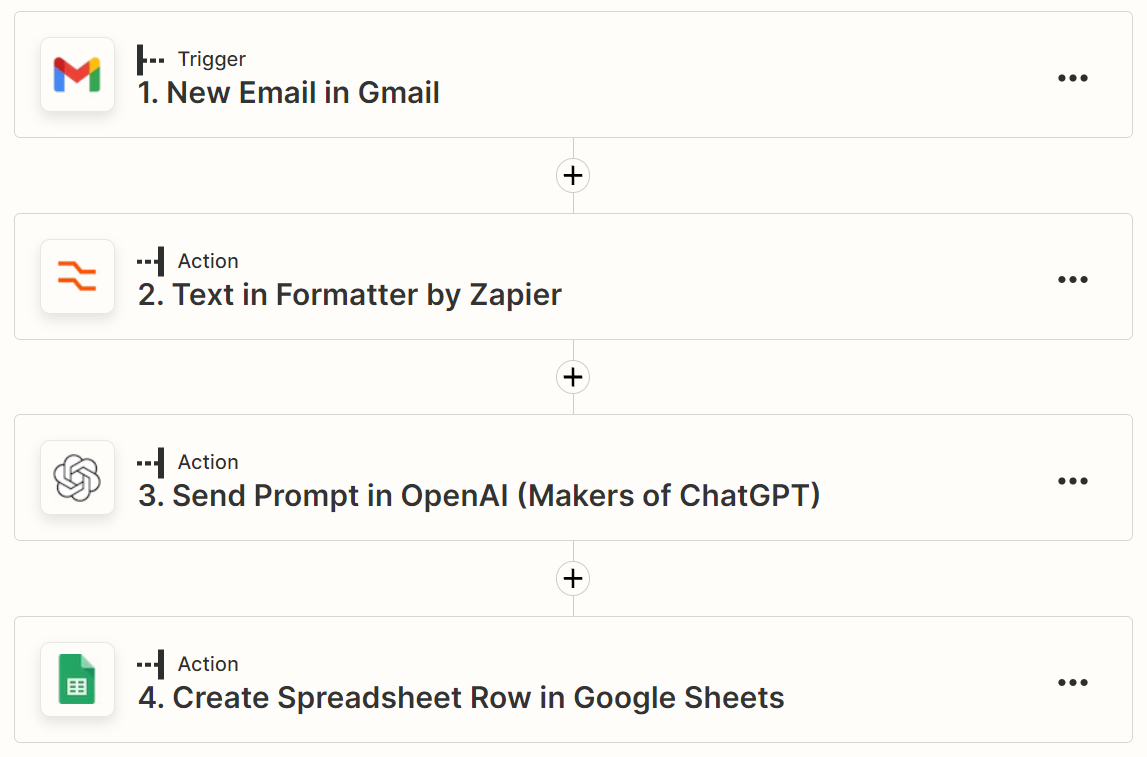 Trigger
1. New Email in Gmail
Action
2. Text in Formatter by Zapier
Action
3. Send Prompt in OpenAI (Makers of ChatGPT)
Action
4. Create Spreadsheet Row in Google Sheets